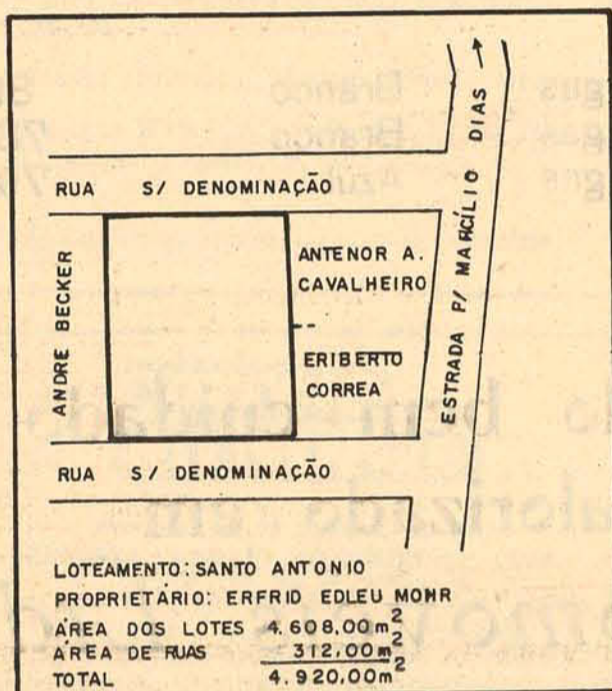 RUA S/ DENOMINAÇÃO
ANDRE BECKER
ANTENOR A.
CAVALHEIRO
ERIBERTO
CORREA
ESTRADA P/ MARCÍLIO DIAS →
RUA S/ DENOMINAÇÃO
LOTEAMENTO: SANTO ANTONIO
PROPRIETÁRIO: ERFRID EDLEU MOHR
ÁREA DOS LOTES 4.608,00m²
ÁREA DE RUAS 312,00m²
TOTAL 4.920,00m²